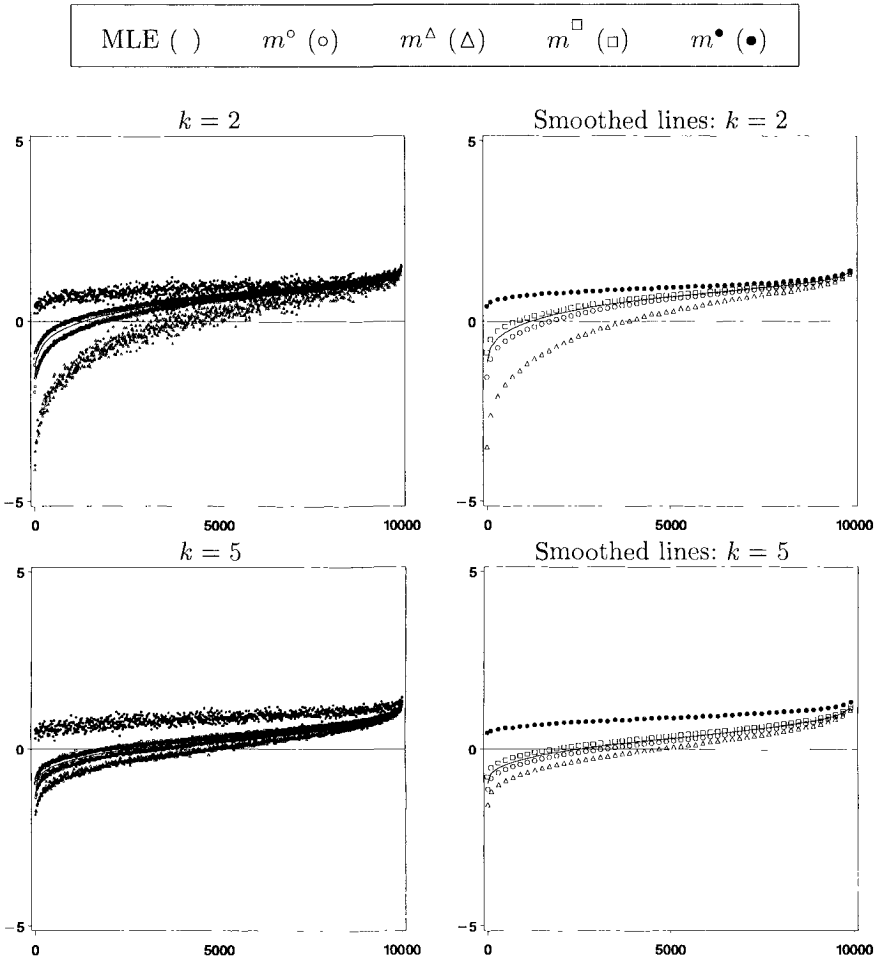 MLE ( ) m° (○) m△ (△) m□ (□) m● (●)
k = 2
Smoothed lines: k = 2
5
0
−5
0 5000 10000
5
0
−5
0 5000 10000
k = 5
Smoothed lines: k = 5
5
0
−5
0 5000 10000
5
0
−5
0 5000 10000